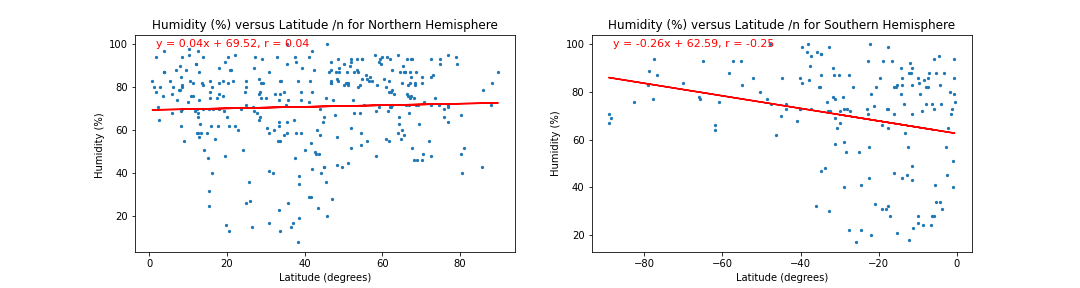 Humidity (%) versus Latitude /n for Northern Hemisphere
y = 0.04x + 69.52, r = 0.04
100
80
60
40
20
Humidity (%)
0
20
40
60
80
Latitude (degrees)
Humidity (%) versus Latitude /n for Southern Hemisphere
y = -0.26x + 62.59, r = -0.25
100
80
60
40
20
Humidity (%)
−80
−60
−40
−20
0
Latitude (degrees)